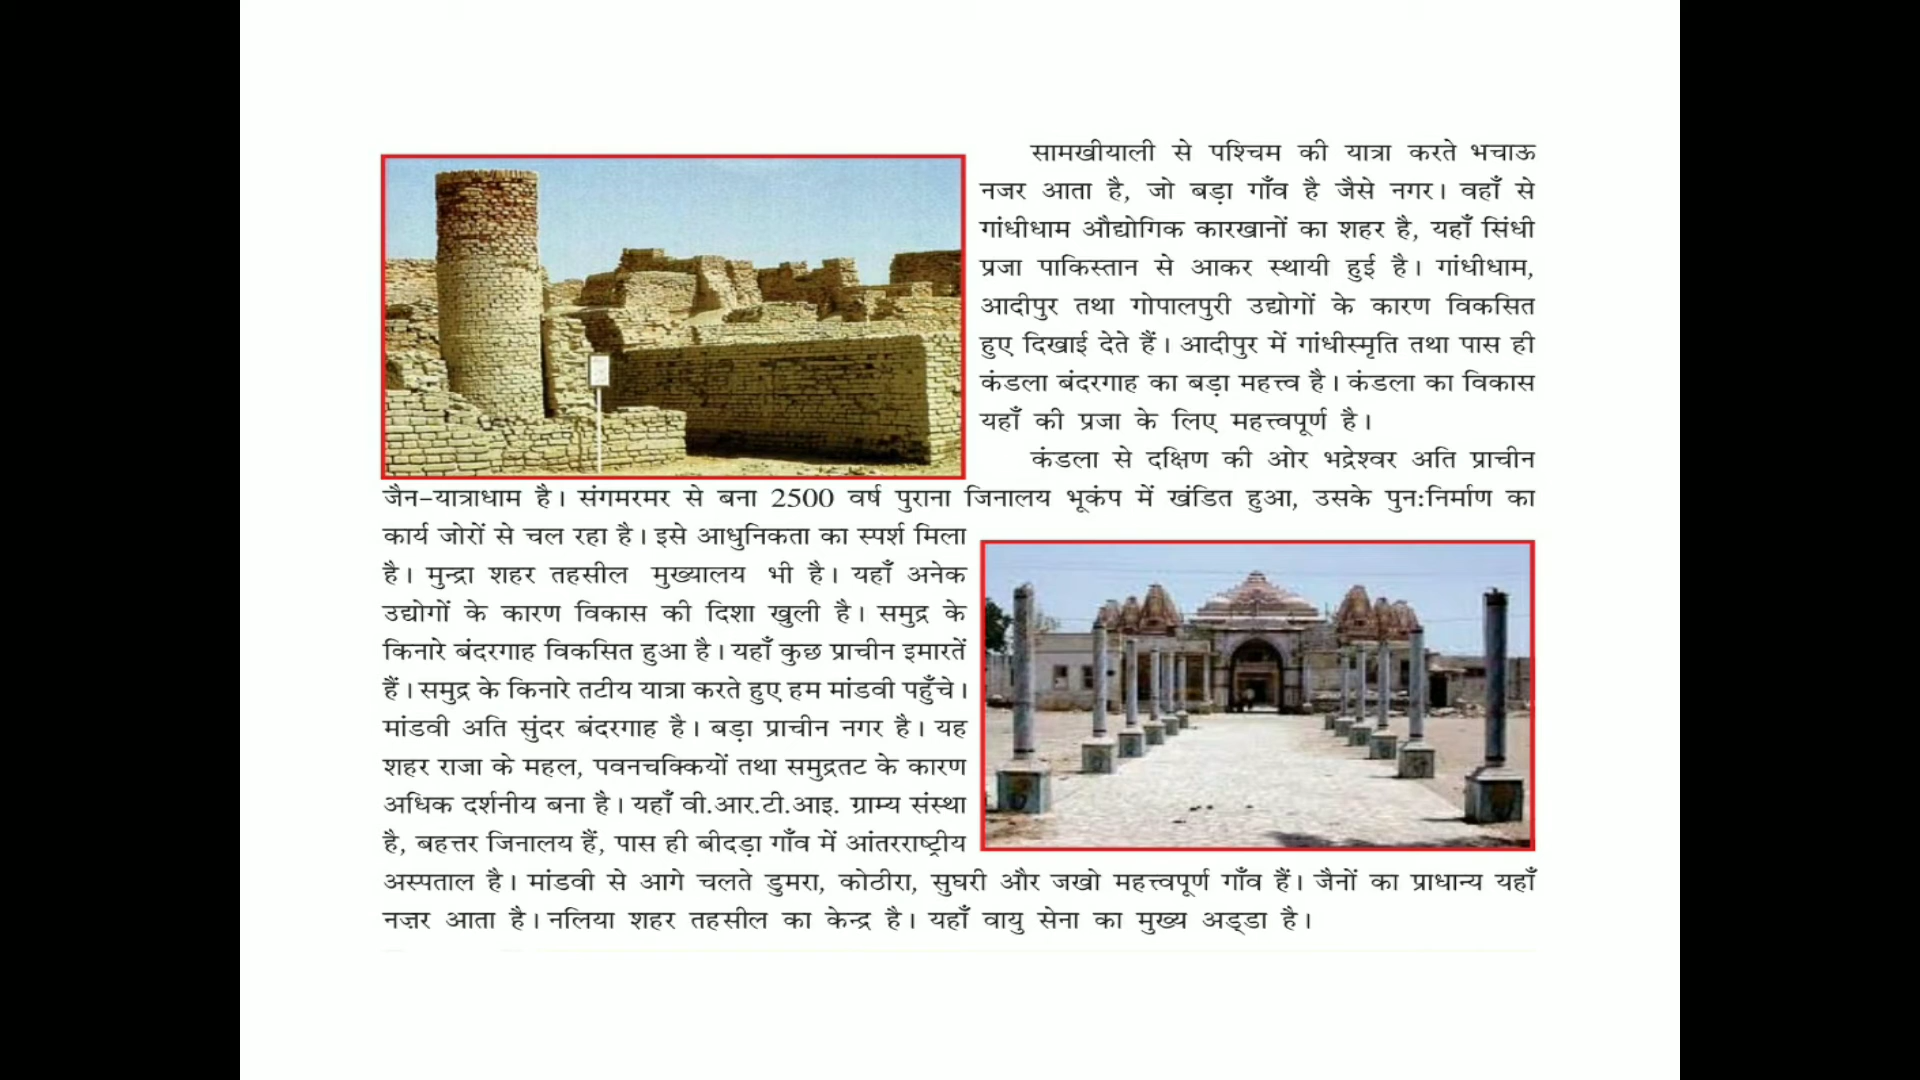 सामखीयाली से पश्चिम की यात्रा करते भचाऊ
नजर आता है, जो बड़ा गाँव है जैसे नगर। वहाँ से
गांधीधाम औद्योगिक कारखानों का शहर है, यहाँ सिंधी
प्रजा पाकिस्तान से आकर स्थायी हुई है। गांधीधाम,
आदीपुर तथा गोपालपुरी उद्योगों के कारण विकसित
हुए दिखाई देते हैं। आदीपुर में गांधीस्मृति तथा पास ही
कंडला बंदरगाह का बड़ा महत्त्व है। कंडला का विकास
यहाँ की प्रजा के लिए महत्त्वपूर्ण है।
कंडला से दक्षिण की ओर भद्रेश्वर अति प्राचीन
जैन-यात्राधाम है। संगमरमर से बना 2500 वर्ष पुराना जिनालय भूकंप में खंडित हुआ, उसके पुन:निर्माण का
कार्य जोरों से चल रहा है। इसे आधुनिकता का स्पर्श मिला
है। मुन्द्रा शहर तहसील मुख्यालय भी है। यहाँ अनेक
उद्योगों के कारण विकास की दिशा खुली है। समुद्र के
किनारे बंदरगाह विकसित हुआ है। यहाँ कुछ प्राचीन इमारतें
हैं। समुद्र के किनारे तटीय यात्रा करते हुए हम मांडवी पहुँचे।
मांडवी अति सुंदर बंदरगाह है। बड़ा प्राचीन नगर है। यह
शहर राजा के महल, पवनचक्कियों तथा समुद्रतट के कारण
अधिक दर्शनीय बना है। यहाँ वी.आर.टी.आइ. ग्राम्य संस्था
है, बहत्तर जिनालय हैं, पास ही बीदड़ा गाँव में आंतरराष्ट्रीय
अस्पताल है। मांडवी से आगे चलते डुमरा, कोठीरा, सुघरी और जखो महत्त्वपूर्ण गाँव हैं। जैनों का प्राधान्य यहाँ
नज़र आता है। नलिया शहर तहसील का केन्द्र है। यहाँ वायु सेना का मुख्य अड्डा है।